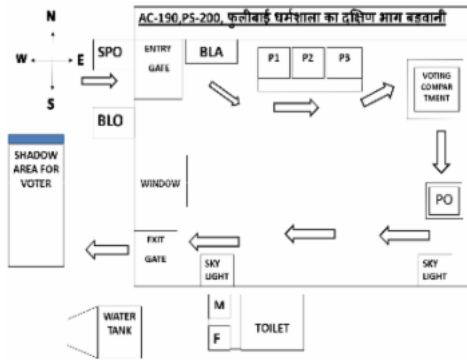 AC-190,PS-200, फुलीबाई धर्मशाला का दक्षिण भाग बड़वानी
N
W E
S
SPO
ENTRY
GATE
BLA
P1 P2 P3
VOTING
COMPAR
TMENT
BLO
SHADOW
AREA FOR
VOTER
WINDOW
PO
EXIT
GATE
SKY
LIGHT
SKY
LIGHT
WATER
TANK
M
F
TOILET